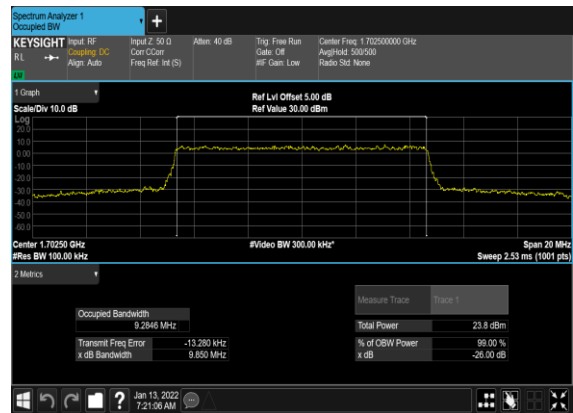 Spectrum Analyzer 1
Occupied BW
KEYSIGHT Input: RF Input Z: 50 Ω Atten: 40 dB Trig: Free Run Center Freq: 1.702500000 GHz
RL Coupling: DC Corr CCorr Gate: Off Avg|Hold: 500/500
Align: Auto Freq Ref: Int (S) #IF Gain: Low Radio Std: None
1 Graph
Ref Lvl Offset 5.00 dB
Scale/Div 10.0 dB Ref Value 30.00 dBm
Log
20.0
10.0
0.00
-10.0
-20.0
-30.0
-40.0
-50.0
-60.0
Center 1.70250 GHz #Video BW 300.00 kHz* Span 20 MHz
#Res BW 100.00 kHz Sweep 2.53 ms (1001 pts)
2 Metrics
Measure Trace Trace 1
Occupied Bandwidth
9.2846 MHz Total Power 23.8 dBm
Transmit Freq Error -13.280 kHz % of OBW Power 99.00 %
x dB Bandwidth 9.850 MHz x dB -26.00 dB
Jan 13, 2022
7:21:06 AM